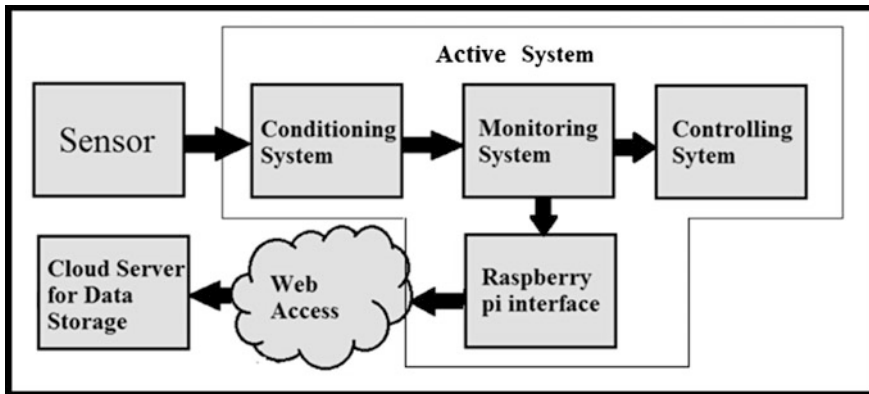 Active System
Sensor
Conditioning
System
Monitoring
System
Controlling
Sytem
Cloud Server
for Data
Storage
Web
Access
Raspberry
pi interface